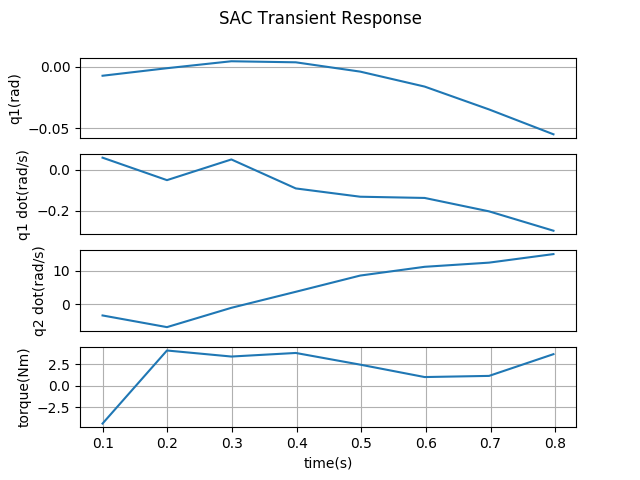 SAC Transient Response
q1(rad)
0.00
−0.05
q1 dot(rad/s)
0.0
−0.2
q2 dot(rad/s)
10
0
torque(Nm)
2.5
0.0
−2.5
0.1 0.2 0.3 0.4 0.5 0.6 0.7 0.8
time(s)